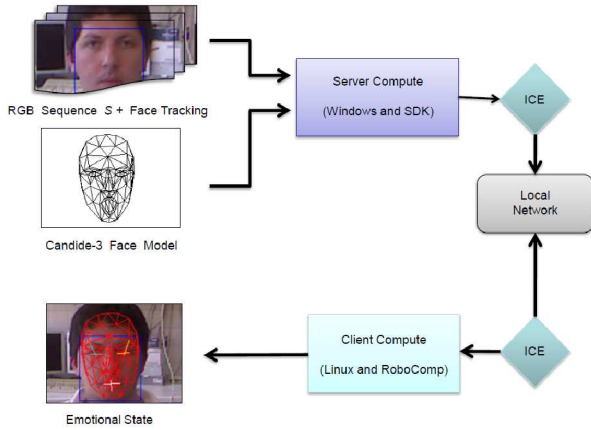 RGB Sequence S + Face Tracking
Server Compute
(Windows and SDK)
ICE
Local
Network
Candide-3 Face Model
Client Compute
(Linux and RoboComp)
ICE
Emotional State